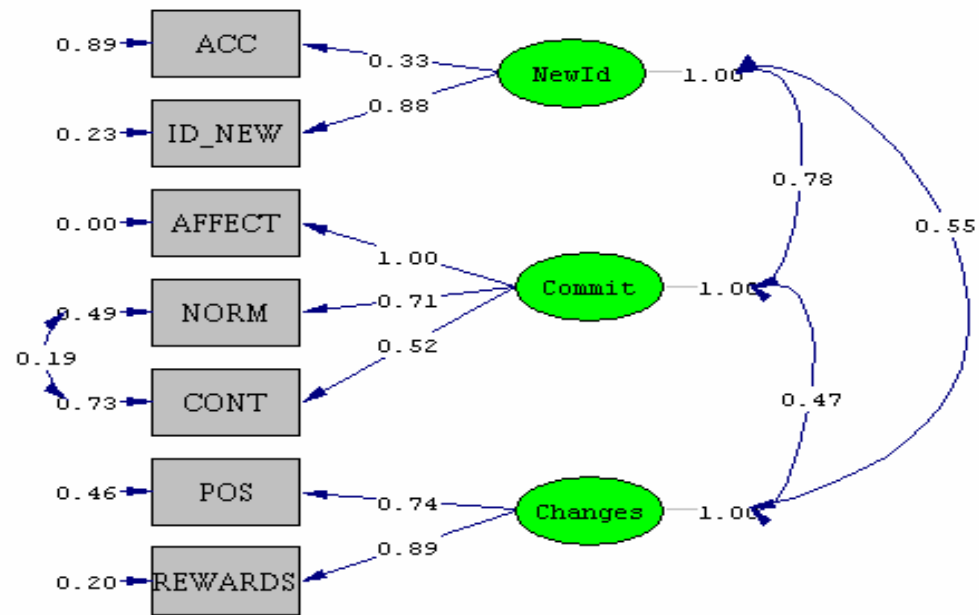 0.89 ACC 0.33 NewId 1.00
0.88
0.23 ID_NEW
0.78
0.00 AFFECT 0.55
1.00
Commit 1.00
0.49 NORM 0.71
0.52
0.19
0.73 CONT 0.47
0.46 POS 0.74
Changes 1.00
0.89
0.20 REWARDS